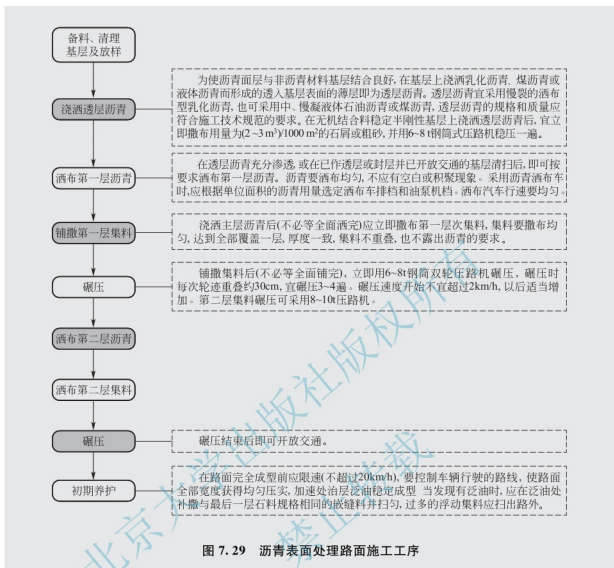 备料、清理
基层及放样
为使沥青面层与非沥青材料基层结合良好,在基层上浇洒乳化沥青、煤沥青或
液体沥青而形成的透入基层表面的薄层即为透层沥青。透层沥青宜采用慢裂的洒布
型乳化沥青,也可采用中、慢凝液体石油沥青或煤沥青,透层沥青的规格和质量应
符合施工技术规范的要求。在无机结合料稳定半刚性基层上浇洒透层沥青后,宜立
即撒布用量为(2~3 m³)/1000 m²的石屑或粗砂,并用6~8 t钢筒式压路机稳压一遍。
浇洒透层沥青
在透层沥青充分渗透,或在已作透层或封层并已开放交通的基层清扫后,即可按
要求洒布第一层沥青。沥青要洒布均匀,不应有空白或积聚现象。采用沥青洒布车
时,应根据单位面积的沥青用量选定洒布车排档和油泵机档。洒布汽车行速要均匀。
洒布第一层沥青
浇洒主层沥青后(不必等全面洒完)应立即撒布第一层次集料,集料要撒布均
匀,达到全部覆盖一层,厚度一致,集料不重叠,也不露出沥青的要求。
铺撒第一层集料
铺撒集料后(不必等全面铺完),立即用6~8t钢筒双轮压路机碾压。碾压时
每次轮迹重叠约30cm,宜碾压3~4遍。碾压速度开始不宜超过2km/h,以后适当增
加。第二层集料碾压可采用8~10t压路机。
碾压
洒布第二层沥青
洒布第二层集料
碾压
碾压结束后即可开放交通。
初期养护
在路面完全成型前应限速(不超过20km/h),要控制车辆行驶的路线,使路面
全部宽度获得均匀压实,加速处治层泛油稳定成型 当发现有泛油时,应在泛油处
补撒与最后一层石料规格相同的嵌缝料并扫匀,过多的浮动集料应扫出路外。
图 7.29 沥青表面处理路面施工工序
北京大学出版社版权所有
禁止转载